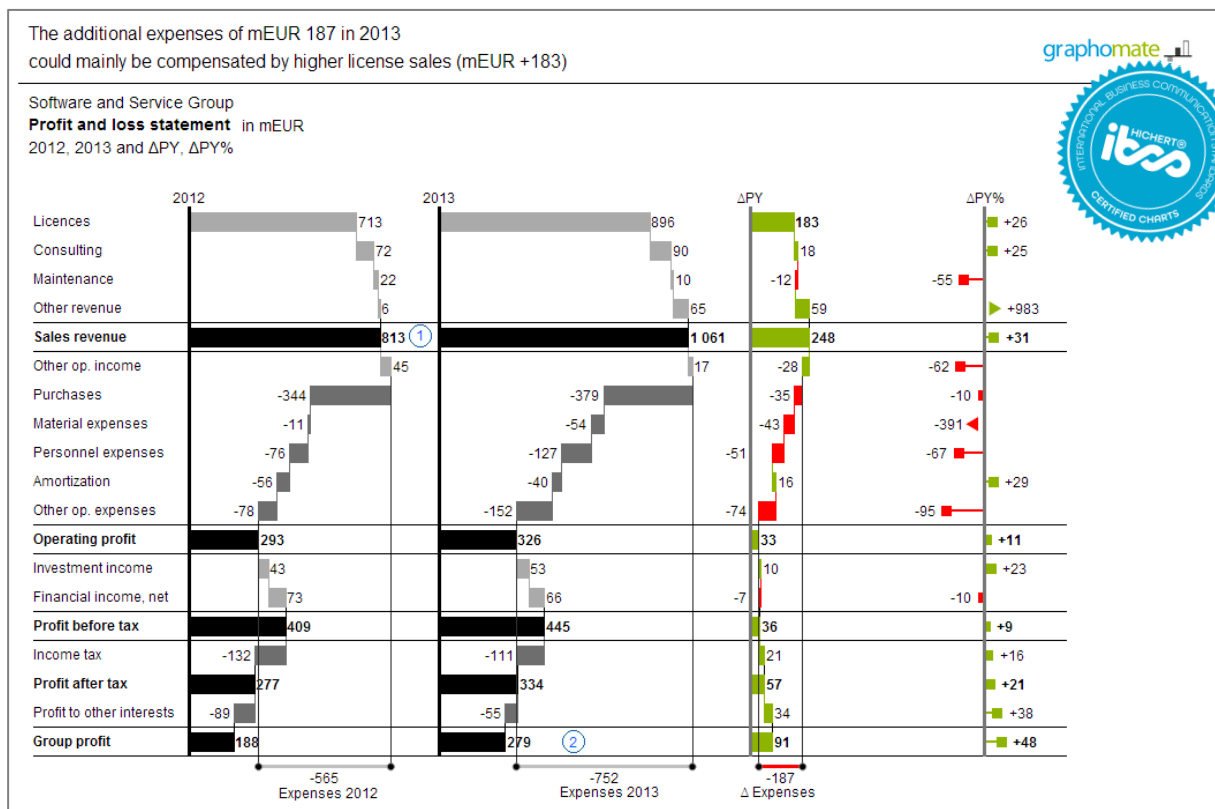 The additional expenses of mEUR 187 in 2013
could mainly be compensated by higher license sales (mEUR +183)
graphomate
INTERNATIONAL BUSINESS COMMUNICATION STANDARDS
HICHERT®
ibcs
CERTIFIED CHARTS
Software and Service Group
Profit and loss statement in mEUR
2012, 2013 and ΔPY, ΔPY%
2012 2013 ΔPY ΔPY%
Licences 713 896 183 +26
Consulting 72 90 18 +25
Maintenance 22 10 -12 -55
Other revenue 6 65 59 +983
Sales revenue 813 1 1 061 248 +31
Other op. income 45 17 -28 -62
Purchases -344 -379 -35 -10
Material expenses -11 -54 -43 -391
Personnel expenses -76 -127 -51 -67
Amortization -56 -40 16 +29
Other op. expenses -78 -152 -74 -95
Operating profit 293 326 33 +11
Investment income 43 53 10 +23
Financial income, net 73 66 -7 -10
Profit before tax 409 445 36 +9
Income tax -132 -111 21 +16
Profit after tax 277 334 57 +21
Profit to other interests -89 -55 34 +38
Group profit 188 279 2 91 +48
-565 -752 -187
Expenses 2012 Expenses 2013 Δ Expenses